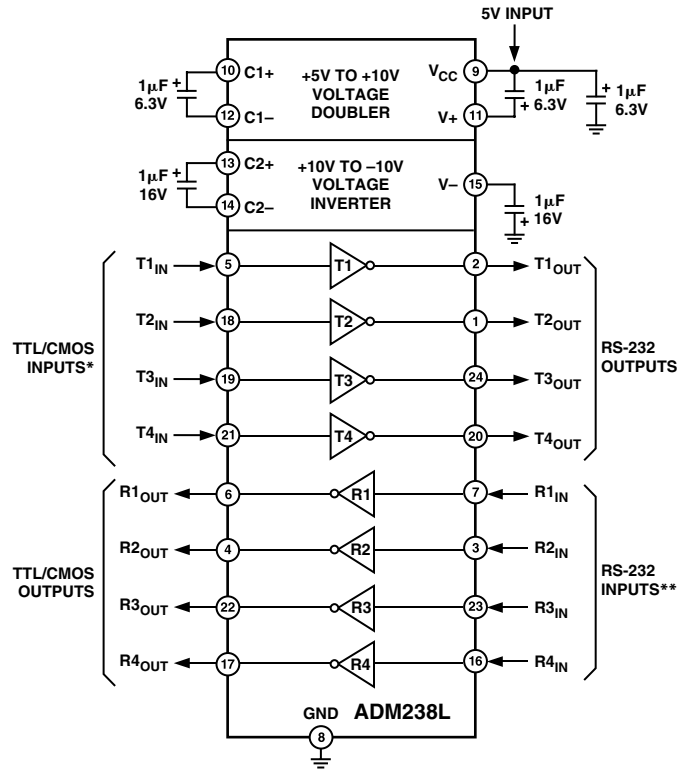 5V INPUT
1μF
6.3V
+
10
C1+
12
C1–
+5V TO +10V
VOLTAGE
DOUBLER
VCC
9
V+
11
1μF
+ 6.3V
+ 1μF
6.3V
1μF
16V
+
13
C2+
14
C2–
+10V TO –10V
VOLTAGE
INVERTER
V–
15
1μF
+ 16V
TTL/CMOS
INPUTS*
T1IN 5 T1 2 T1OUT
T2IN 18 T2 1 T2OUT
T3IN 19 T3 24 T3OUT
T4IN 21 T4 20 T4OUT
RS-232
OUTPUTS
TTL/CMOS
OUTPUTS
R1OUT 6 R1 7 R1IN
R2OUT 4 R2 3 R2IN
R3OUT 22 R3 23 R3IN
R4OUT 17 R4 16 R4IN
RS-232
INPUTS**
GND ADM238L
8